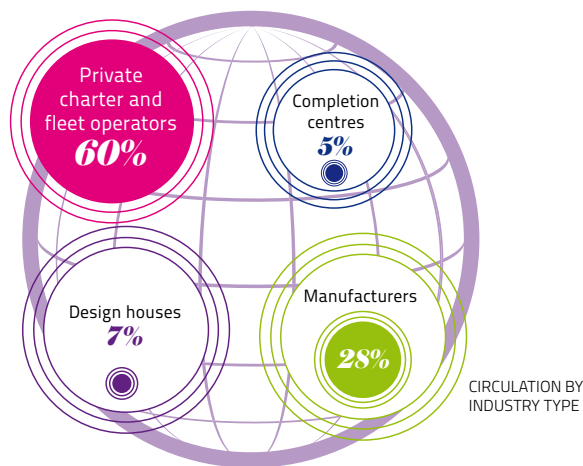 Private
charter and
fleet operators
60%
Completion
centres
5%
Design houses
7%
Manufacturers
28%
CIRCULATION BY
INDUSTRY TYPE